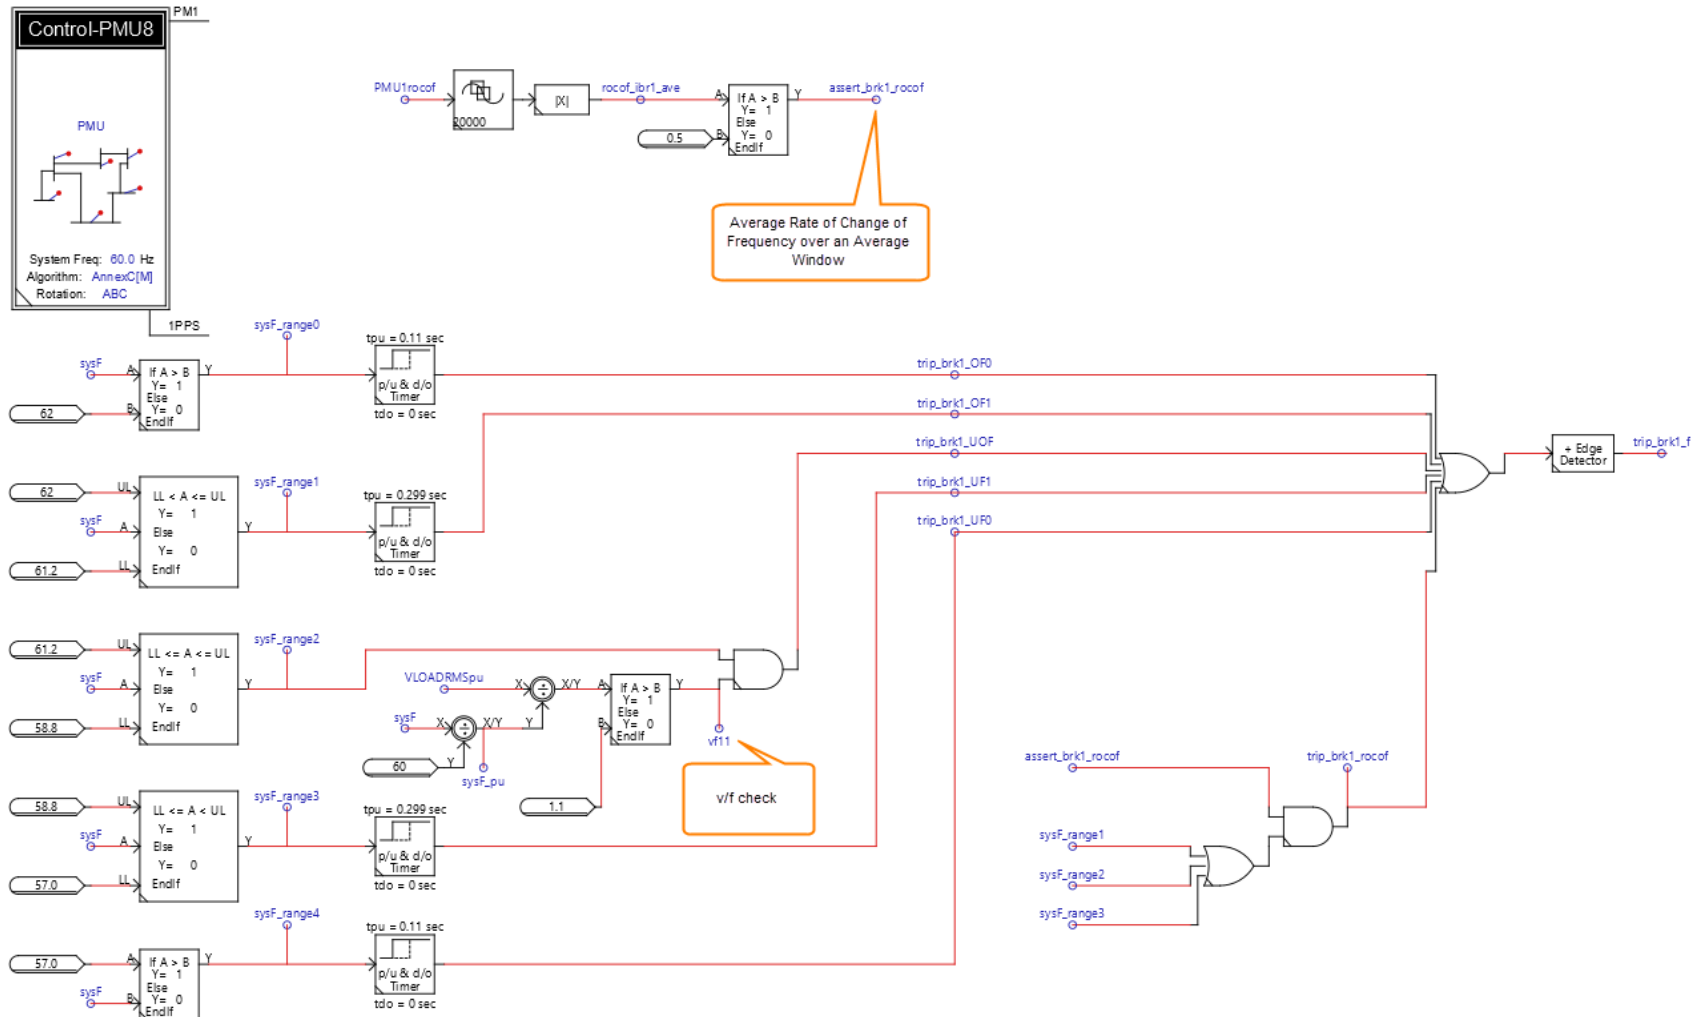 PM1
Control-PMU8
PMU
System Freq: 60.0 Hz
Algorithm: AnnexC[M]
Rotation: ABC
1PPS
PMU1rocof
20000
|X|
rocof_ibr1_ave
A
B
0.5
If A > B
Y= 1
Else
Y= 0
EndIf
Y
assert_brk1_rocof
Average Rate of Change of
Frequency over an Average
Window
sysF
62
A
B
If A > B
Y= 1
Else
Y= 0
EndIf
Y
sysF_range0
tpu = 0.11 sec
p/u & d/o
Timer
tdo = 0 sec
trip_brk1_OF0
62
sysF
61.2
UL
A
LL
LL < A <= UL
Y= 1
Else
Y= 0
EndIf
Y
sysF_range1
tpu = 0.299 sec
p/u & d/o
Timer
tdo = 0 sec
trip_brk1_OF1
trip_brk1_UOF
trip_brk1_UF1
trip_brk1_UF0
+ Edge
Detector
trip_brk1_f
61.2
sysF
58.8
UL
A
LL
LL <= A <= UL
Y= 1
Else
Y= 0
EndIf
Y
sysF_range2
VLOADRMSpu
X
÷
X/Y
Y
sysF
X
÷
X/Y
Y
60
sysF_pu
A
B
1.1
If A > B
Y= 1
Else
Y= 0
EndIf
Y
vf11
v/f check
58.8
sysF
57.0
UL
A
LL
LL <= A < UL
Y= 1
Else
Y= 0
EndIf
Y
sysF_range3
tpu = 0.299 sec
p/u & d/o
Timer
tdo = 0 sec
assert_brk1_rocof
trip_brk1_rocof
sysF_range1
sysF_range2
sysF_range3
57.0
sysF
A
B
If A > B
Y= 1
Else
Y= 0
EndIf
Y
sysF_range4
tpu = 0.11 sec
p/u & d/o
Timer
tdo = 0 sec